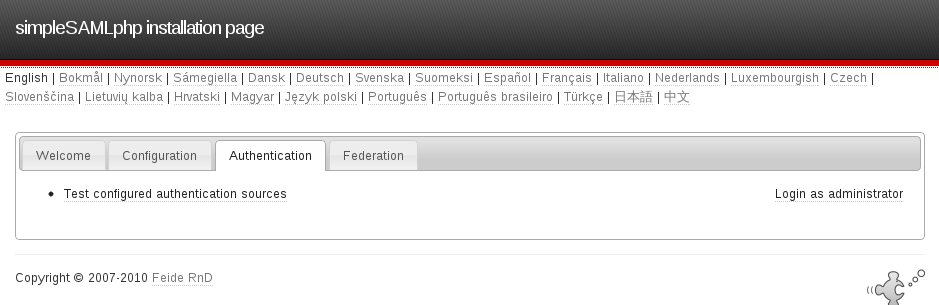 simpleSAMLphp installation page
English | Bokmål | Nynorsk | Sámegiella | Dansk | Deutsch | Svenska | Suomeksi | Español | Français | Italiano | Nederlands | Luxembourgish | Czech |
Slovenščina | Lietuvių kalba | Hrvatski | Magyar | Język polski | Português | Português brasileiro | Türkçe | 日本語 | 中文
Welcome Configuration Authentication Federation
• Test configured authentication sources Login as administrator
Copyright © 2007-2010 Feide RnD